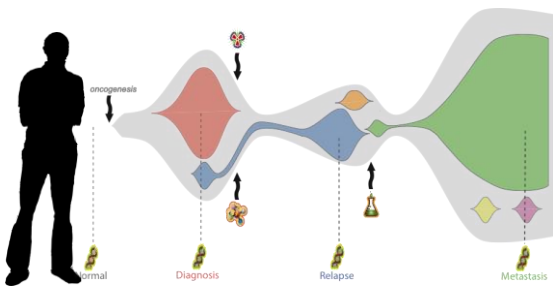 oncogenesis
Normal
Diagnosis
Relapse
Metastasis